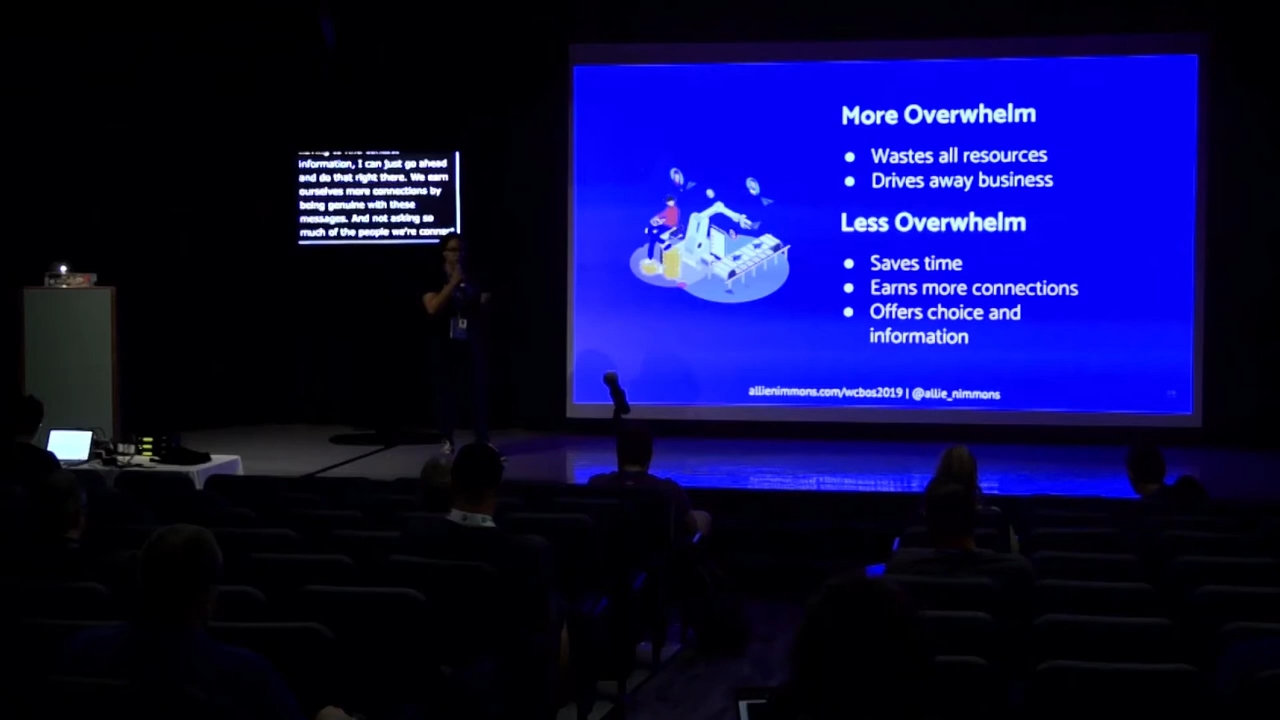 information, I can just go ahead
and do that right there. We earn
ourselves more connections by
being genuine with these
messages. And not asking so
much of the people we're
More Overwhelm
● Wastes all resources
● Drives away business
Less Overwhelm
● Saves time
● Earns more connections
● Offers choice and
information
allienimmons.com/wcbos2019 | @allie_nimmons